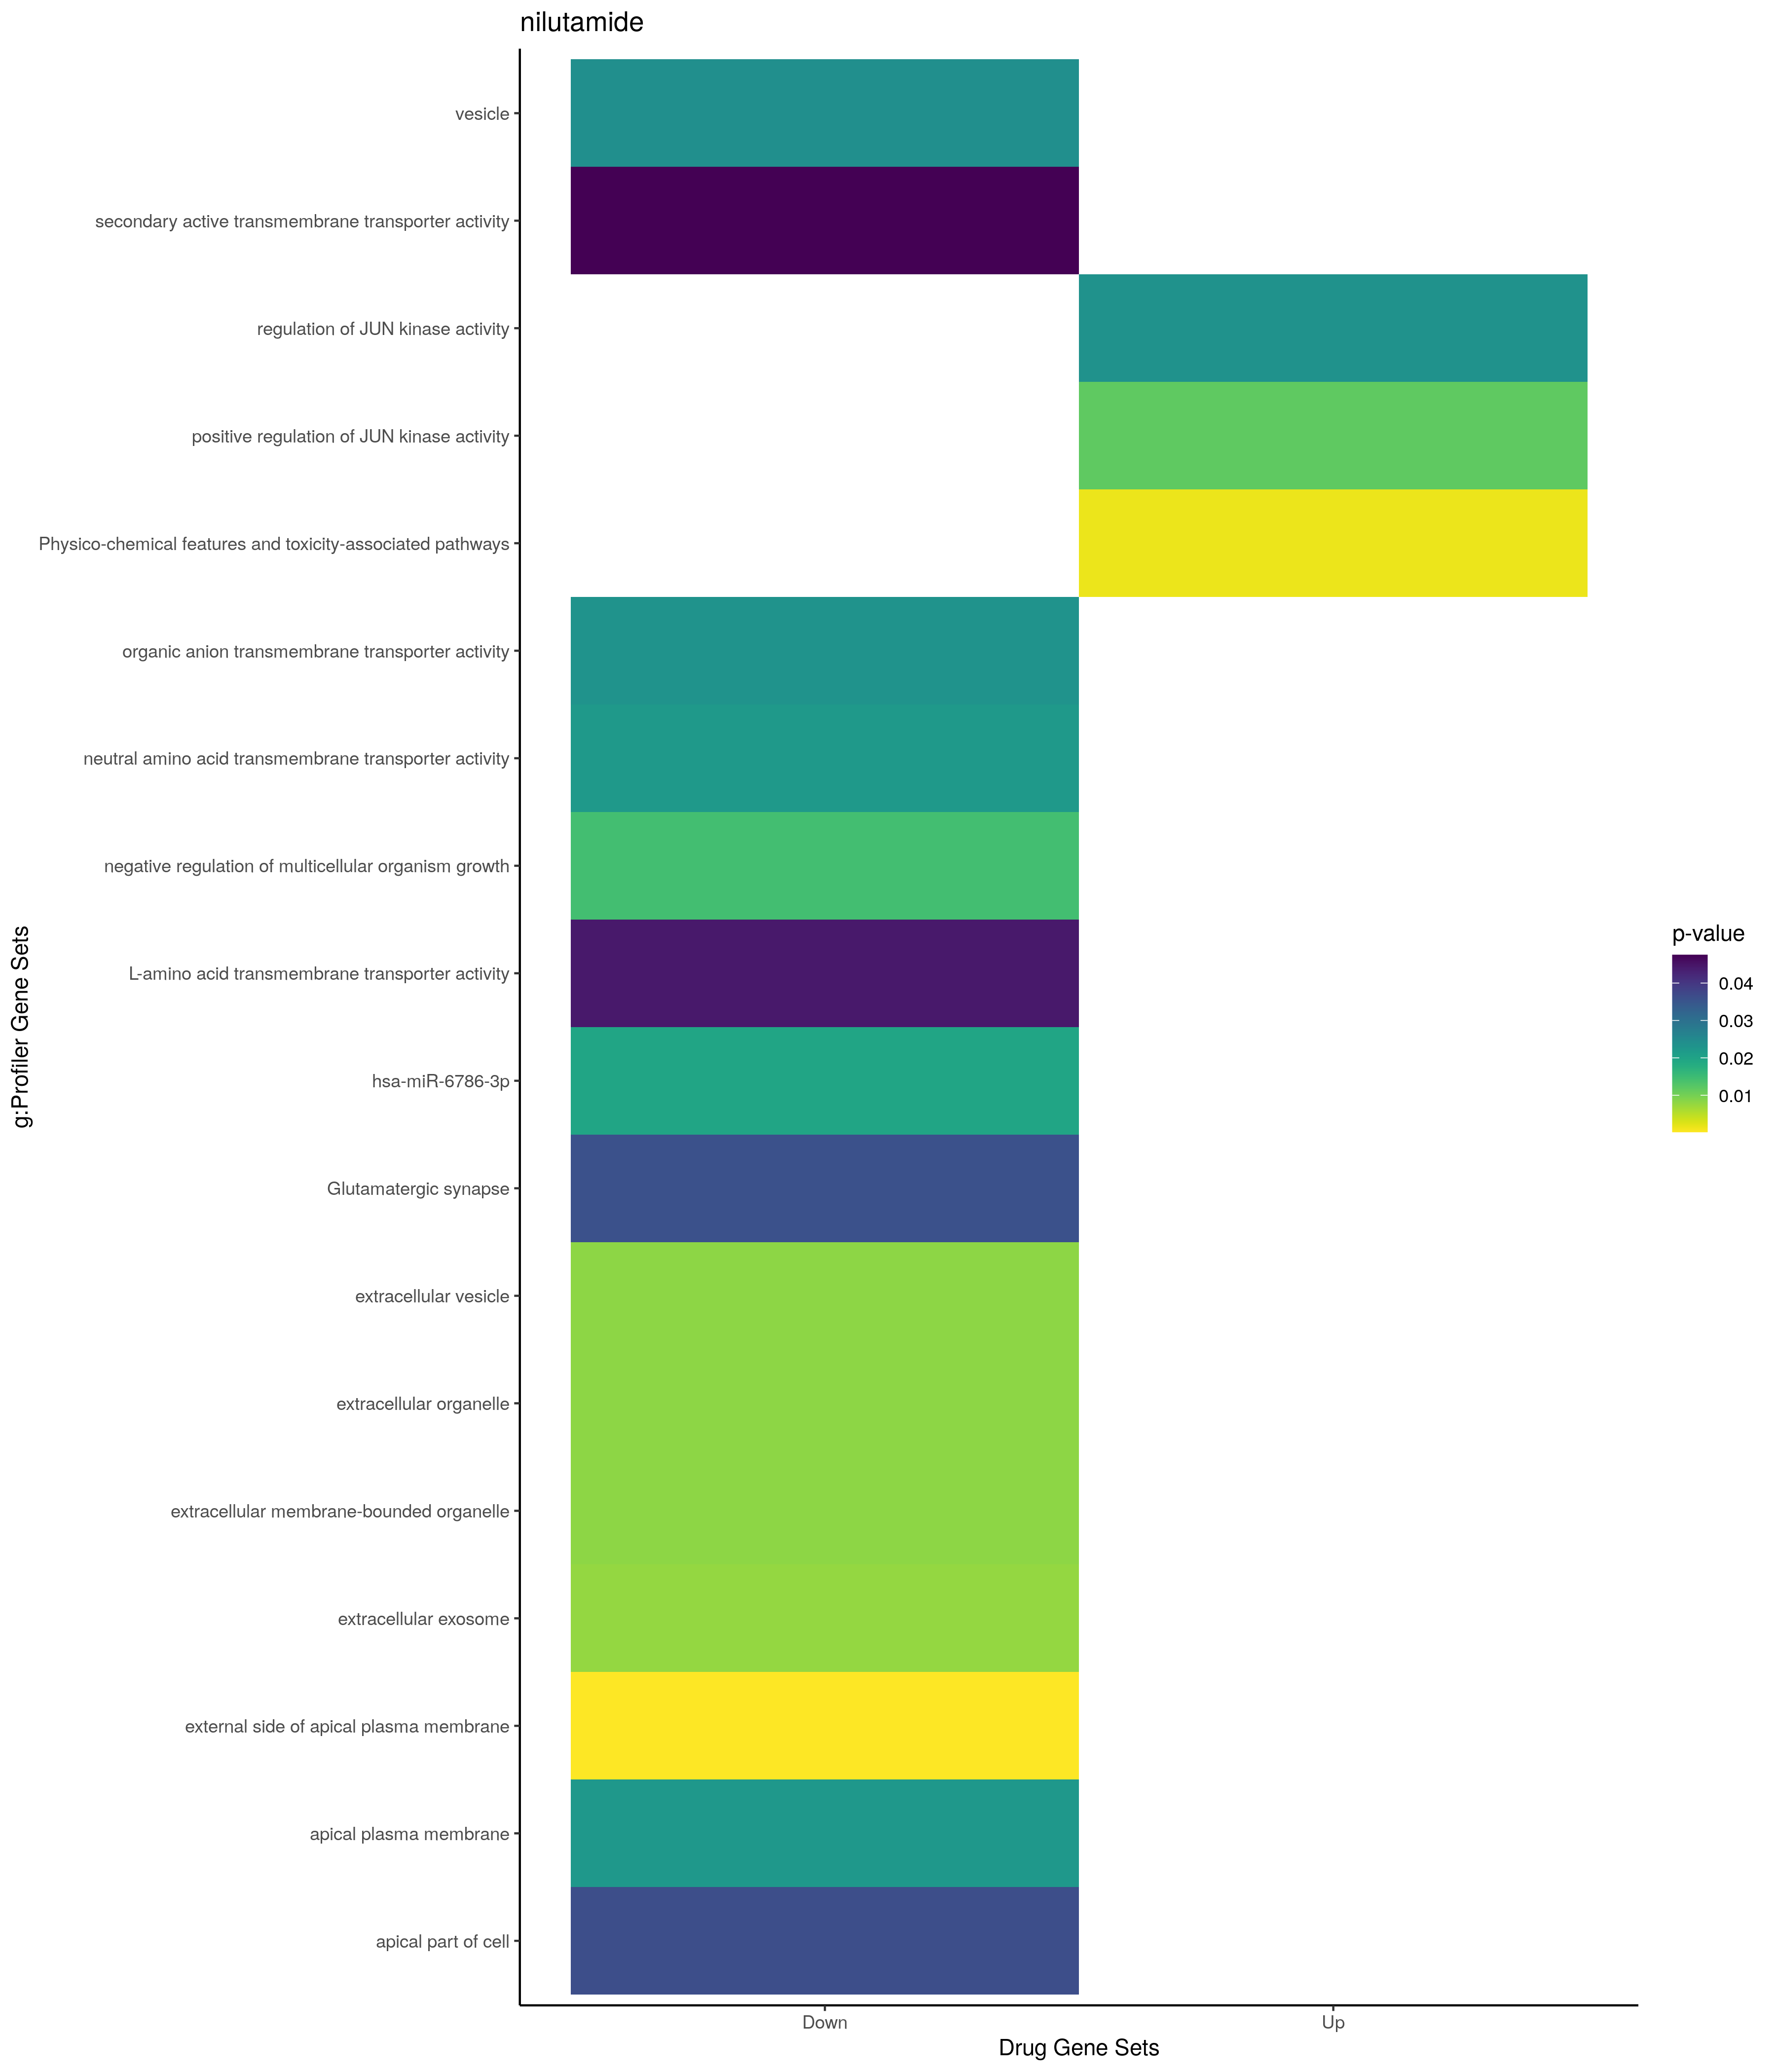 nilutamide
vesicle
secondary active transmembrane transporter activity
regulation of JUN kinase activity
positive regulation of JUN kinase activity
Physico-chemical features and toxicity-associated pathways
organic anion transmembrane transporter activity
neutral amino acid transmembrane transporter activity
negative regulation of multicellular organism growth
L-amino acid transmembrane transporter activity
hsa-miR-6786-3p
Glutamatergic synapse
extracellular vesicle
extracellular organelle
extracellular membrane-bounded organelle
extracellular exosome
external side of apical plasma membrane
apical plasma membrane
apical part of cell
g:Profiler Gene Sets
Down
Up
Drug Gene Sets
p-value
0.04
0.03
0.02
0.01